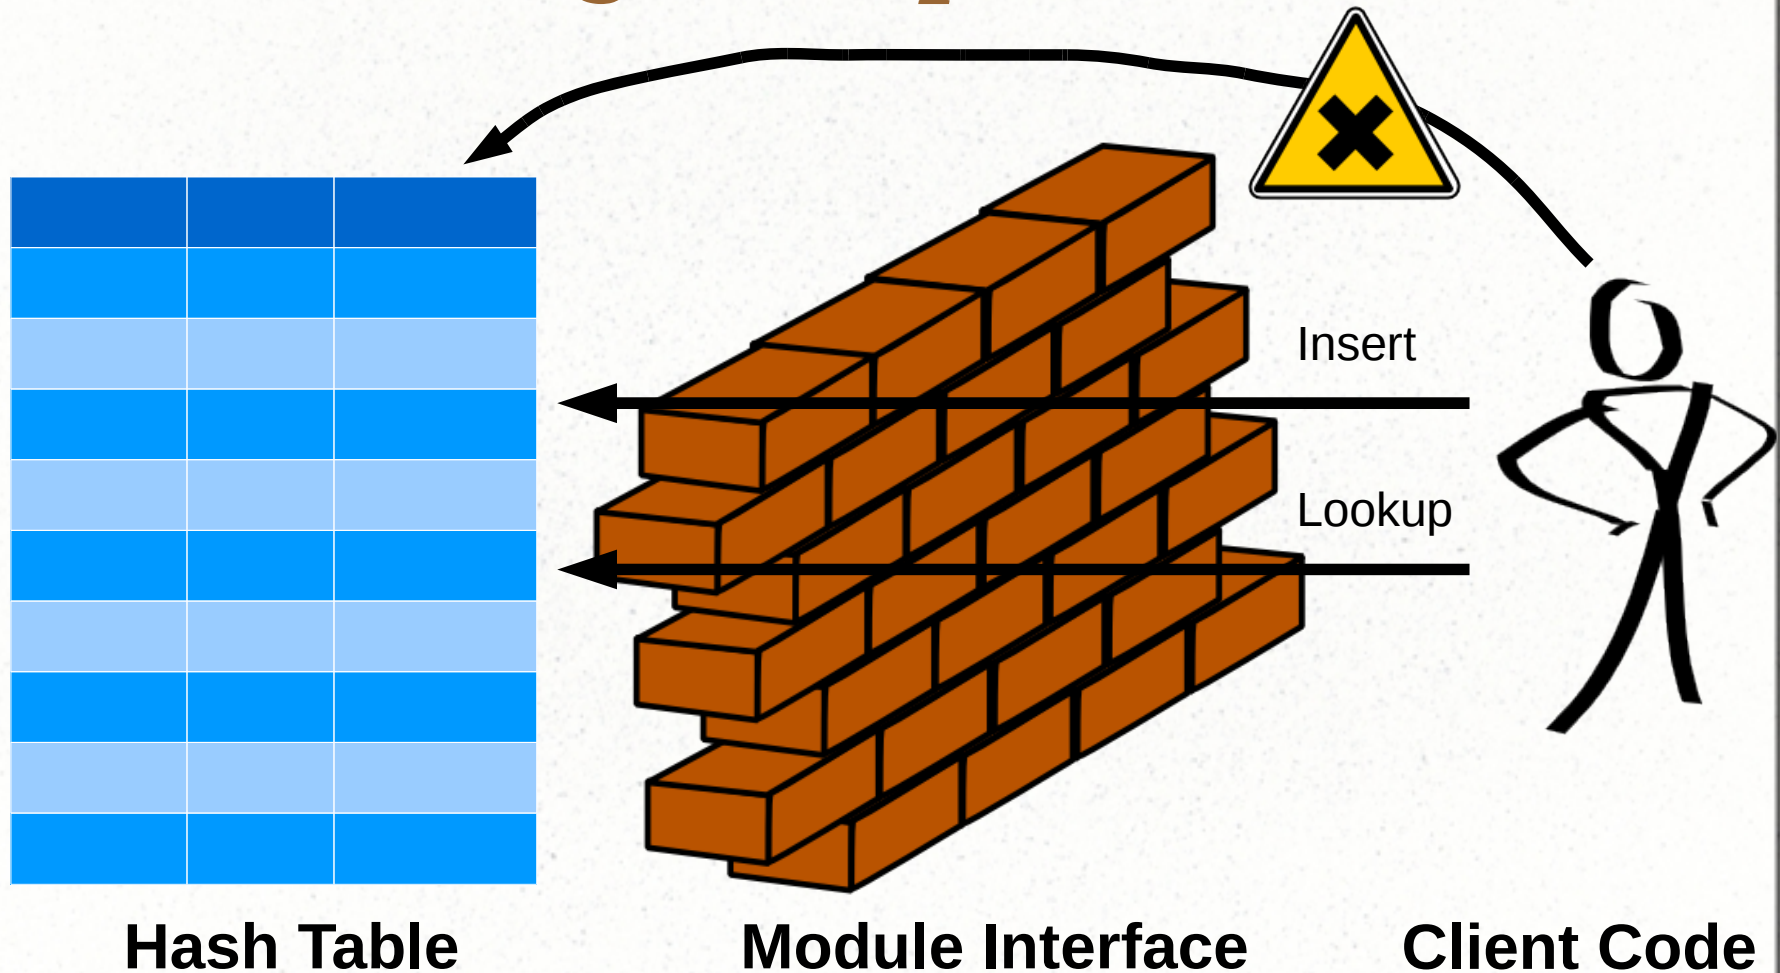 Insert
Lookup
Hash Table
Module Interface
Client Code